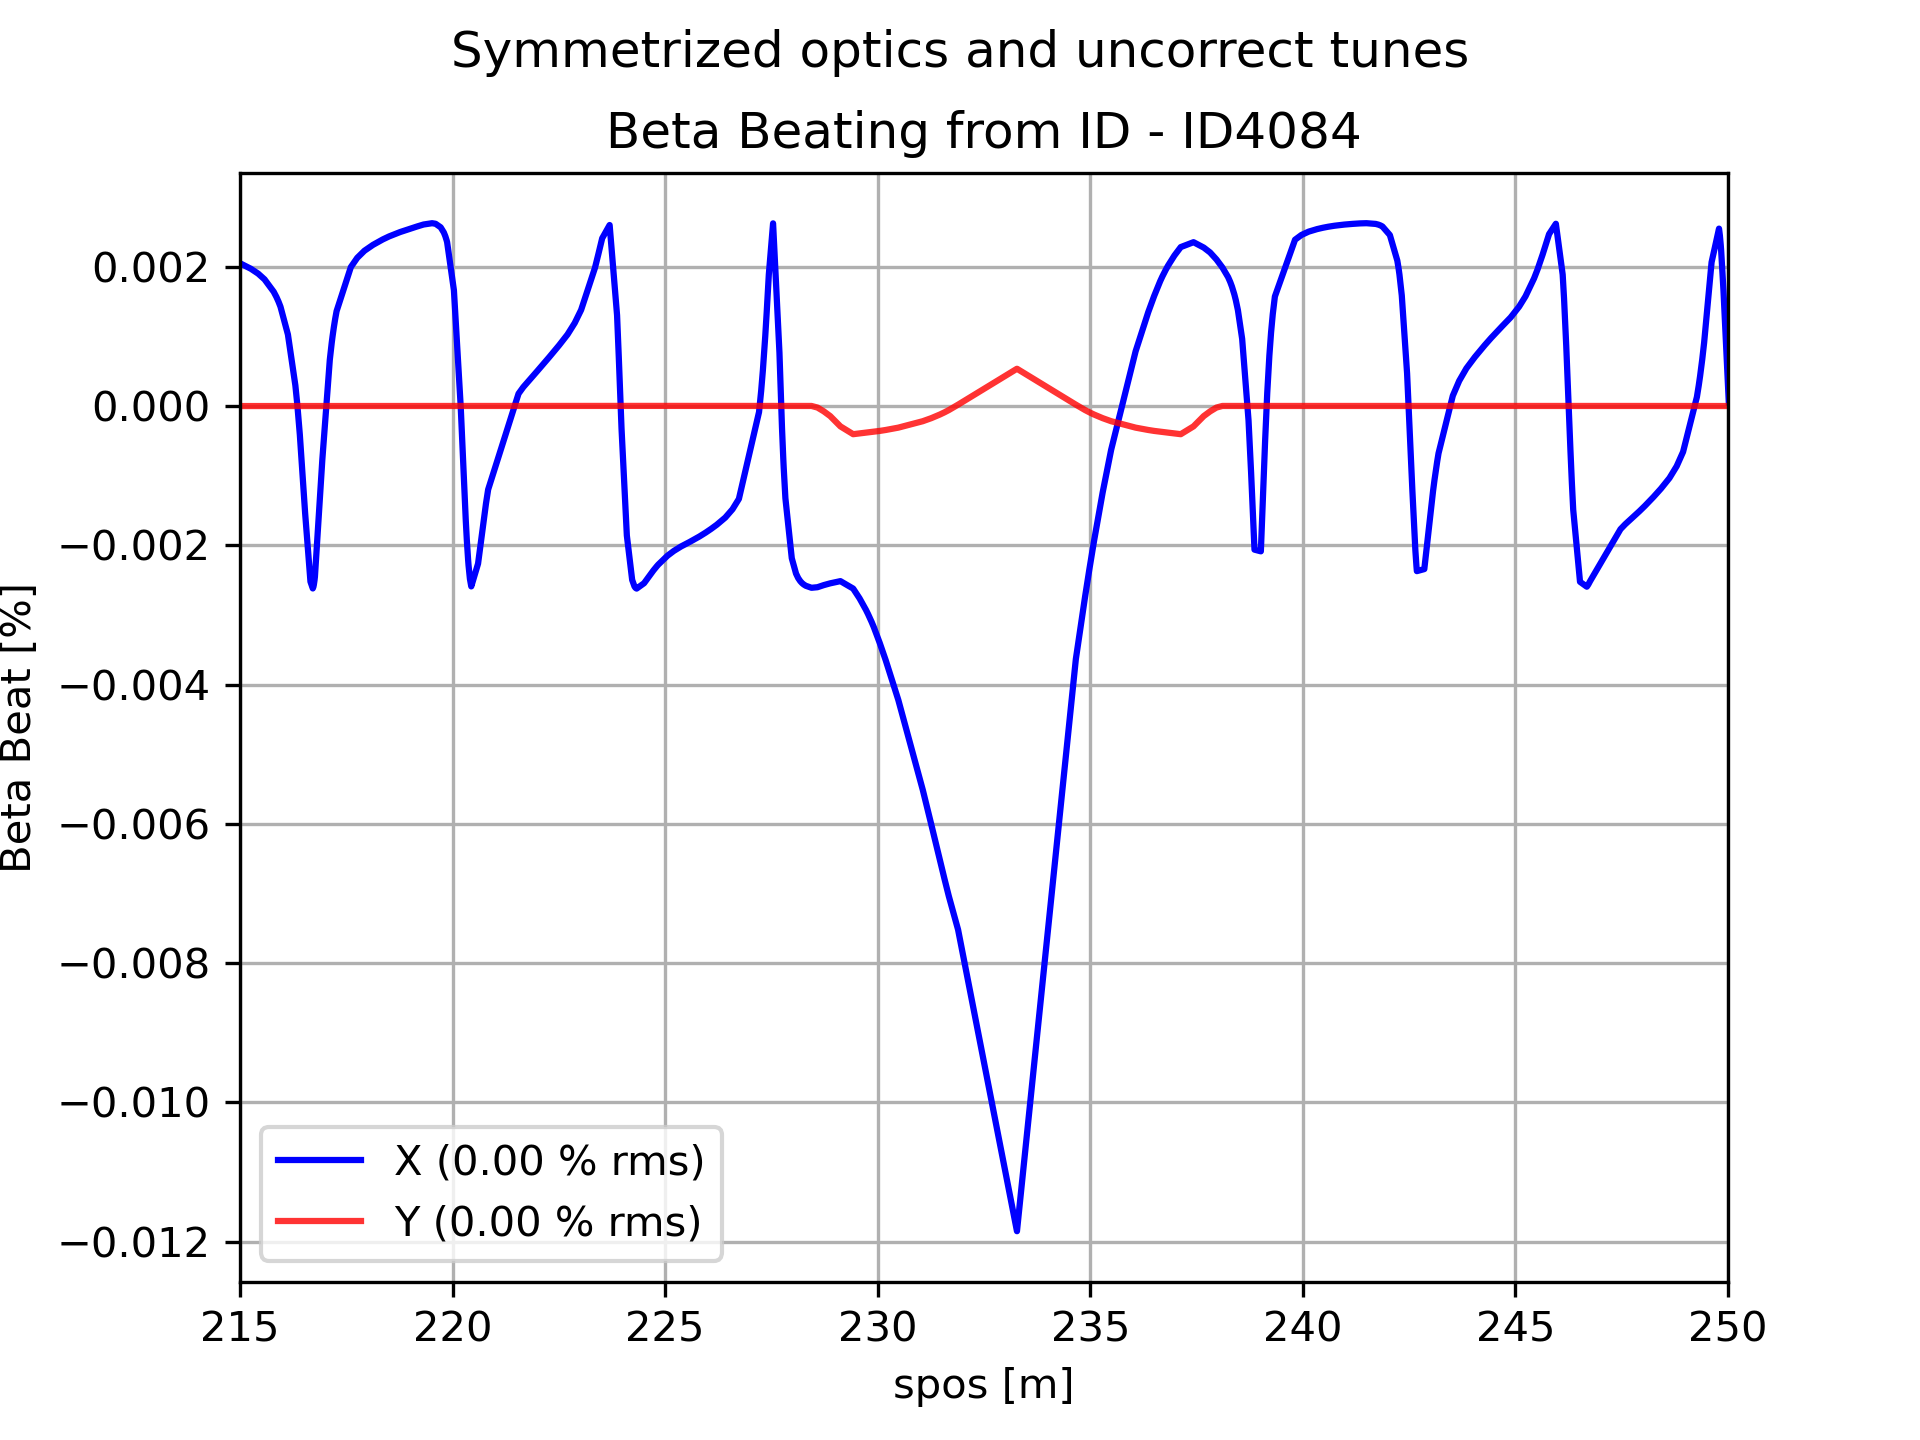 Symmetrized optics and uncorrect tunes
Beta Beating from ID - ID4084
0.002
0.000
−0.002
−0.004
−0.006
−0.008
−0.010
−0.012
Beta Beat [%]
X (0.00 % rms)
Y (0.00 % rms)
215 220 225 230 235 240 245 250
spos [m]